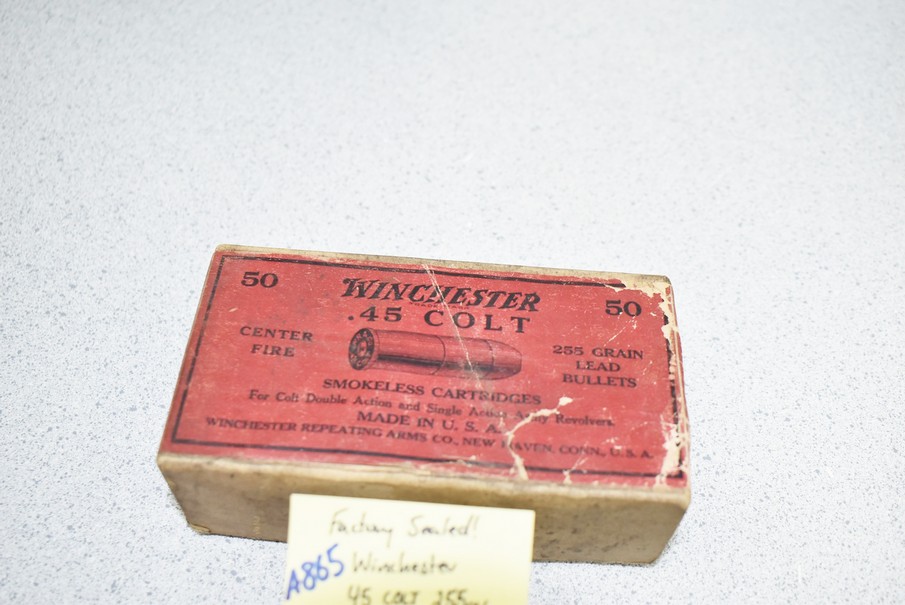 50 WINCHESTER 50
TRADE MARK
.45 COLT
CENTER
FIRE
255 GRAIN
LEAD
BULLETS
SMOKELESS CARTRIDGES
For Colt Double Action and Single Action Army Revolvers.
MADE IN U. S. A.
WINCHESTER REPEATING ARMS CO., NEW HAVEN, CONN., U. S. A.
Factory Sealed!
A865 Winchester
45 COLT 255